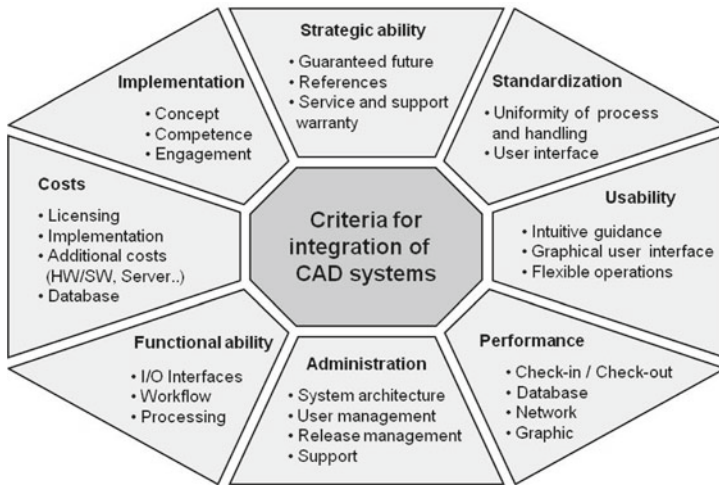 Strategic ability
• Guaranteed future
• References
• Service and support
warranty
Implementation
• Concept
• Competence
• Engagement
Standardization
• Uniformity of process
and handling
• User interface
Costs
• Licensing
• Implementation
• Additional costs
(HW/SW, Server..)
• Database
Criteria for
integration of
CAD systems
Usability
• Intuitive guidance
• Graphical user interface
• Flexible operations
Functional ability
• I/O Interfaces
• Workflow
• Processing
Administration
• System architecture
• User management
• Release management
• Support
Performance
• Check-in / Check-out
• Database
• Network
• Graphic